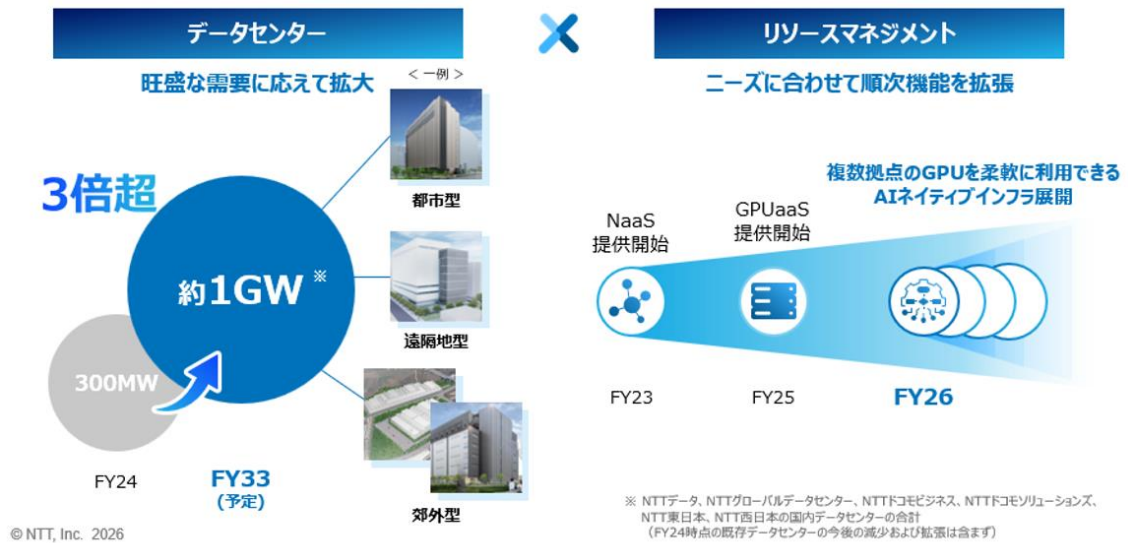 データセンター
リソースマネジメント
旺盛な需要に応えて拡大
＜ 一例 ＞
3倍超
約1GW ※
300MW
FY24
FY33
(予定)
都市型
遠隔地型
郊外型
ニーズに合わせて順次機能を拡張
複数拠点のGPUを柔軟に利用できる
AIネイティブインフラ展開
NaaS
提供開始
GPUaaS
提供開始
FY23
FY25
FY26
※ NTTデータ、NTTグローバルデータセンター、NTTドコモビジネス、NTTドコモソリューションズ、
NTT東日本、NTT西日本の国内データセンターの合計
（FY24時点の既存データセンターの今後の減少および拡張は含まず）
© NTT, Inc. 2026